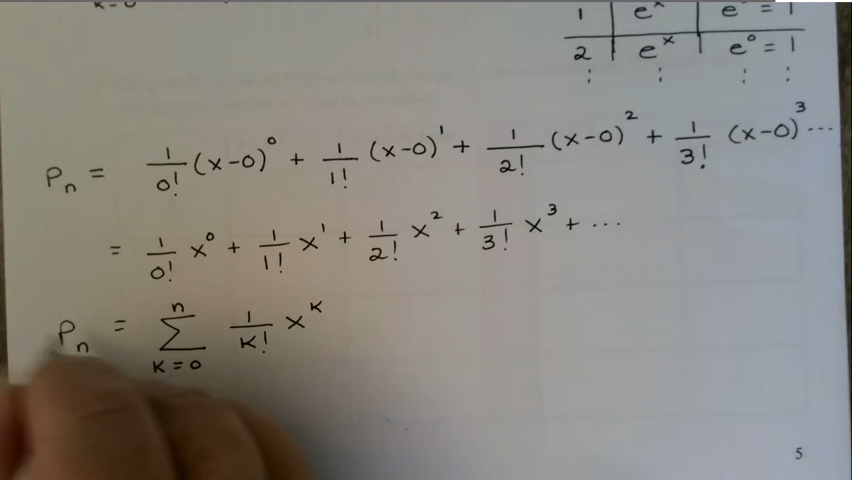 1 | e^x | e^0 = 1
2 | e^x | e^0 = 1
⋮ ⋮ ⋮ ⋮
P_n = 1/0! (x-0)^0 + 1/1! (x-0)^1 + 1/2! (x-0)^2 + 1/3! (x-0)^3 ...
= 1/0! x^0 + 1/1! x^1 + 1/2! x^2 + 1/3! x^3 + ...
P_n = ∑_{k=0}^{n} 1/k! x^k
5